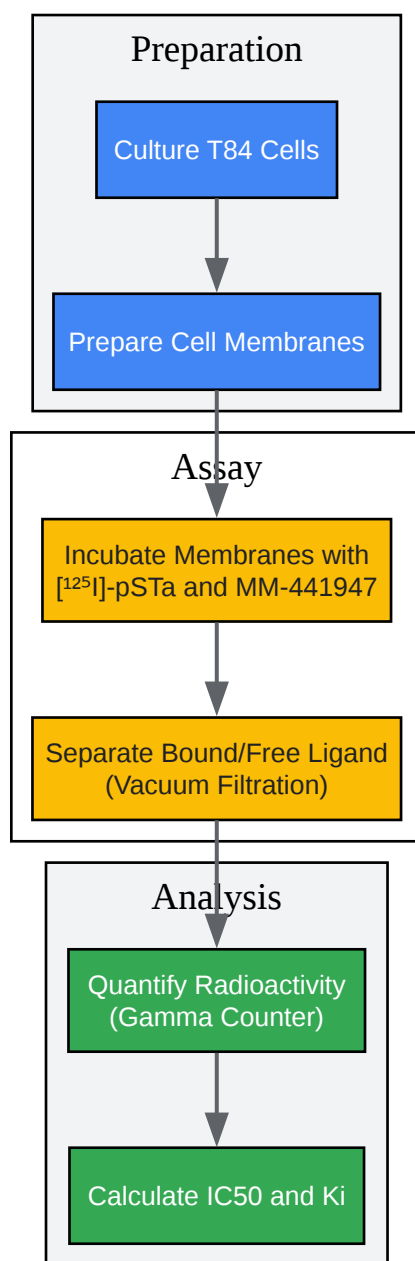 Preparation
Culture T84 Cells
Prepare Cell Membranes
Assay
Incubate Membranes with
[¹²⁵I]-pSTa and MM-441947
Separate Bound/Free Ligand
(Vacuum Filtration)
Analysis
Quantify Radioactivity
(Gamma Counter)
Calculate IC50 and Ki